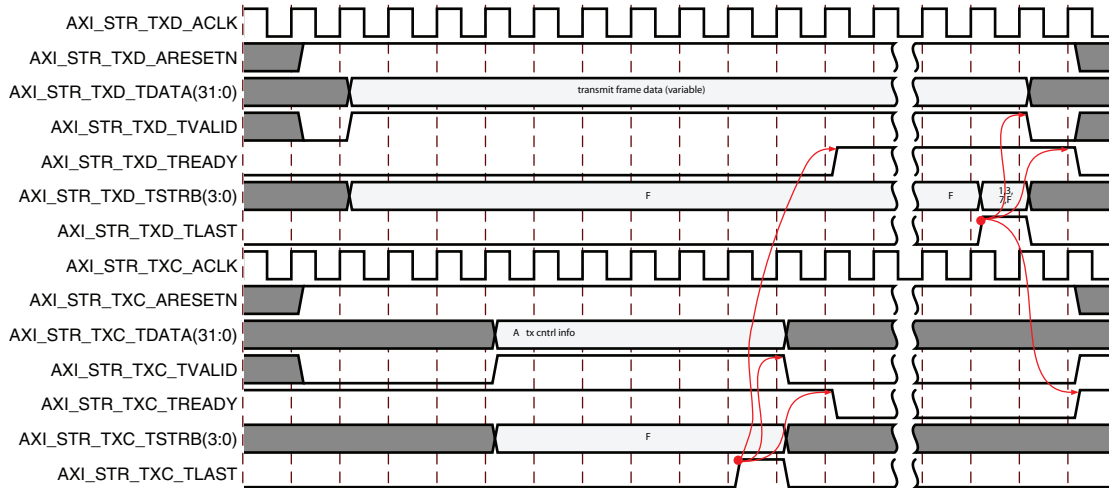 AXI_STR_TXD_ACLK
AXI_STR_TXD_ARESETN
AXI_STR_TXD_TDATA(31:0) transmit frame data (variable)
AXI_STR_TXD_TVALID
AXI_STR_TXD_TREADY
AXI_STR_TXD_TSTRB(3:0) F F 1,3,
7,F
AXI_STR_TXD_TLAST
AXI_STR_TXC_ACLK
AXI_STR_TXC_ARESETN
AXI_STR_TXC_TDATA(31:0) A tx cntrl info
AXI_STR_TXC_TVALID
AXI_STR_TXC_TREADY
AXI_STR_TXC_TSTRB(3:0) F
AXI_STR_TXC_TLAST